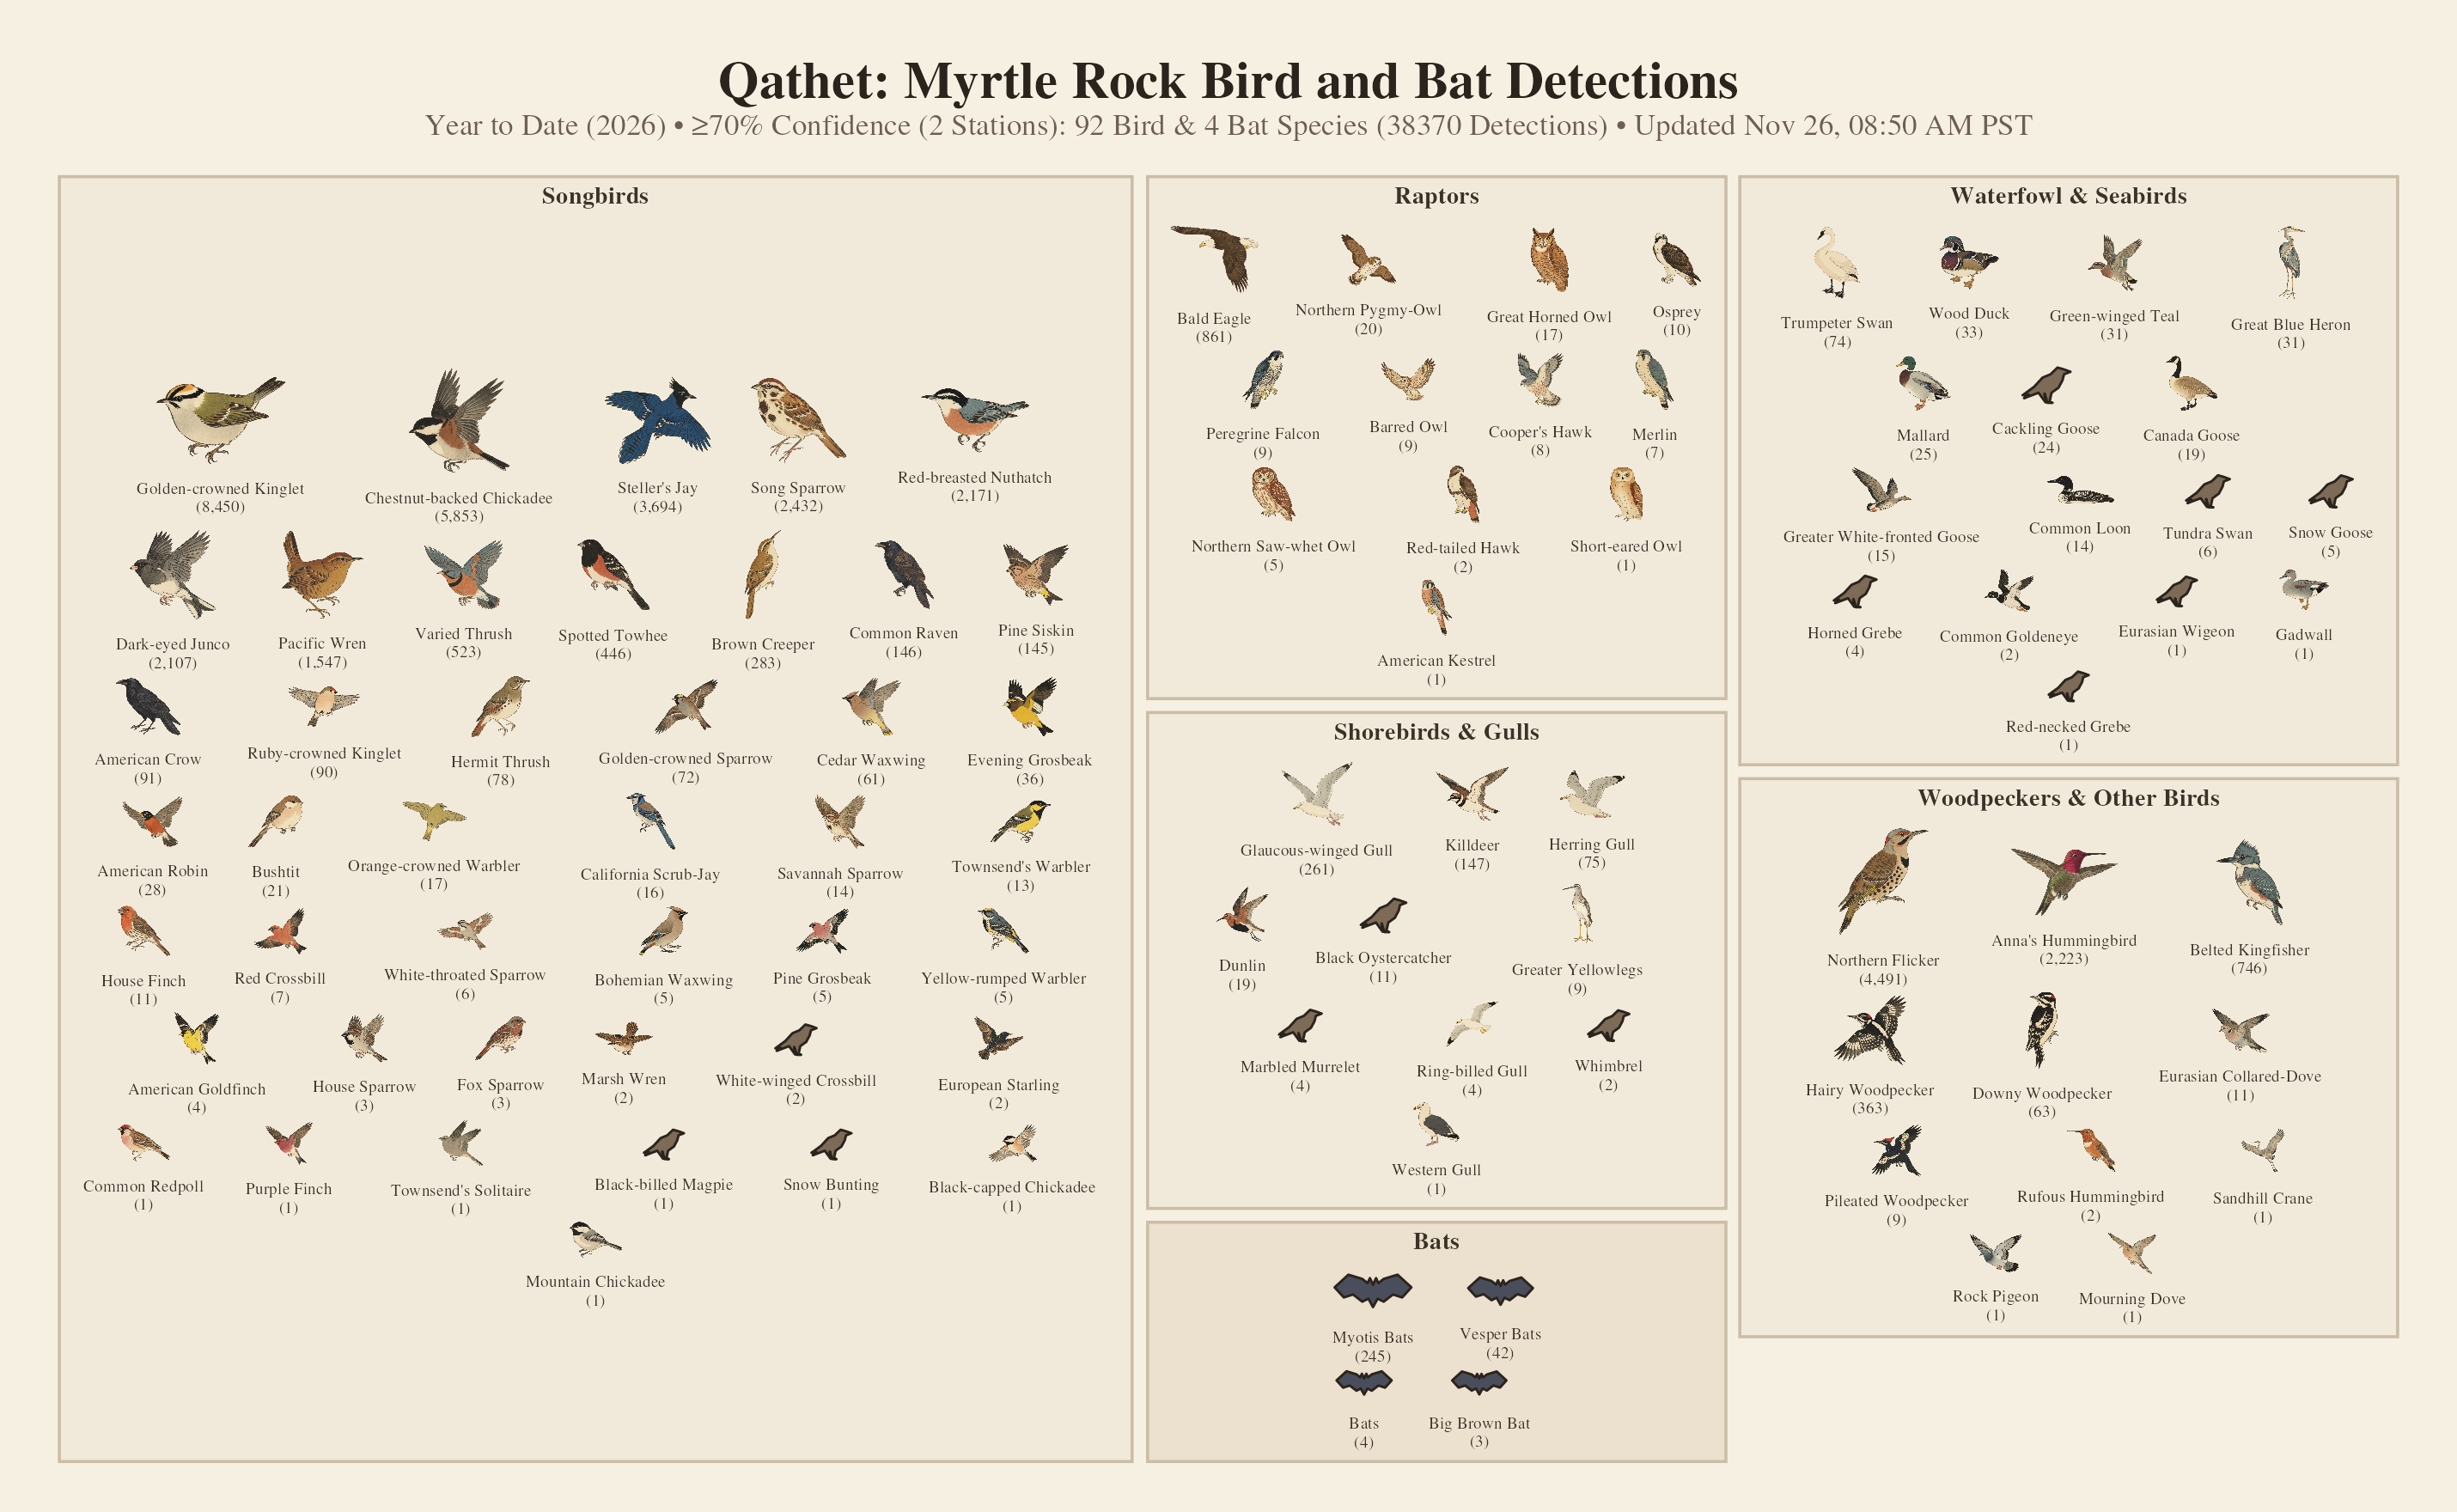 Qathet: Myrtle Rock Bird and Bat Detections
Year to Date (2026) • ≥70% Confidence (2 Stations): 92 Bird & 4 Bat Species (38370 Detections) • Updated Nov 26, 08:50 AM PST
Songbirds
Golden-crowned Kinglet
(8,450)
Chestnut-backed Chickadee
(5,853)
Steller's Jay
(3,694)
Song Sparrow
(2,432)
Red-breasted Nuthatch
(2,171)
Dark-eyed Junco
(2,107)
Pacific Wren
(1,547)
Varied Thrush
(523)
Spotted Towhee
(446)
Brown Creeper
(283)
Common Raven
(146)
Pine Siskin
(145)
American Crow
(91)
Ruby-crowned Kinglet
(90)
Hermit Thrush
(78)
Golden-crowned Sparrow
(72)
Cedar Waxwing
(61)
Evening Grosbeak
(36)
American Robin
(28)
Bushtit
(21)
Orange-crowned Warbler
(17)
California Scrub-Jay
(16)
Savannah Sparrow
(14)
Townsend's Warbler
(13)
House Finch
(11)
Red Crossbill
(7)
White-throated Sparrow
(6)
Bohemian Waxwing
(5)
Pine Grosbeak
(5)
Yellow-rumped Warbler
(5)
American Goldfinch
(4)
House Sparrow
(3)
Fox Sparrow
(3)
Marsh Wren
(2)
White-winged Crossbill
(2)
European Starling
(2)
Common Redpoll
(1)
Purple Finch
(1)
Townsend's Solitaire
(1)
Black-billed Magpie
(1)
Snow Bunting
(1)
Black-capped Chickadee
(1)
Mountain Chickadee
(1)
Raptors
Bald Eagle
(861)
Northern Pygmy-Owl
(20)
Great Horned Owl
(17)
Osprey
(10)
Peregrine Falcon
(9)
Barred Owl
(9)
Cooper's Hawk
(8)
Merlin
(7)
Northern Saw-whet Owl
(5)
Red-tailed Hawk
(2)
Short-eared Owl
(1)
American Kestrel
(1)
Shorebirds & Gulls
Glaucous-winged Gull
(261)
Killdeer
(147)
Herring Gull
(75)
Dunlin
(19)
Black Oystercatcher
(11)
Greater Yellowlegs
(9)
Marbled Murrelet
(4)
Ring-billed Gull
(4)
Whimbrel
(2)
Western Gull
(1)
Bats
Myotis Bats
(245)
Vesper Bats
(42)
Bats
(4)
Big Brown Bat
(3)
Waterfowl & Seabirds
Trumpeter Swan
(74)
Wood Duck
(33)
Green-winged Teal
(31)
Great Blue Heron
(31)
Mallard
(25)
Cackling Goose
(24)
Canada Goose
(19)
Greater White-fronted Goose
(15)
Common Loon
(14)
Tundra Swan
(6)
Snow Goose
(5)
Horned Grebe
(4)
Common Goldeneye
(2)
Eurasian Wigeon
(1)
Gadwall
(1)
Red-necked Grebe
(1)
Woodpeckers & Other Birds
Northern Flicker
(4,491)
Anna's Hummingbird
(2,223)
Belted Kingfisher
(746)
Hairy Woodpecker
(363)
Downy Woodpecker
(63)
Eurasian Collared-Dove
(11)
Pileated Woodpecker
(9)
Rufous Hummingbird
(2)
Sandhill Crane
(1)
Rock Pigeon
(1)
Mourning Dove
(1)